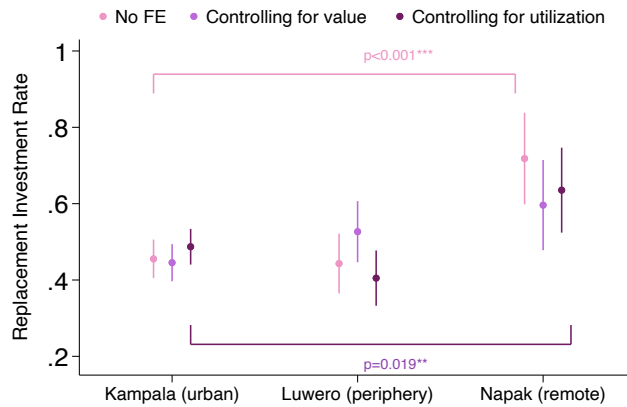 No FE Controlling for value Controlling for utilization
Replacement Investment Rate
1
.8
.6
.4
.2
p<0.001***
p=0.019**
Kampala (urban) Luwero (periphery) Napak (remote)